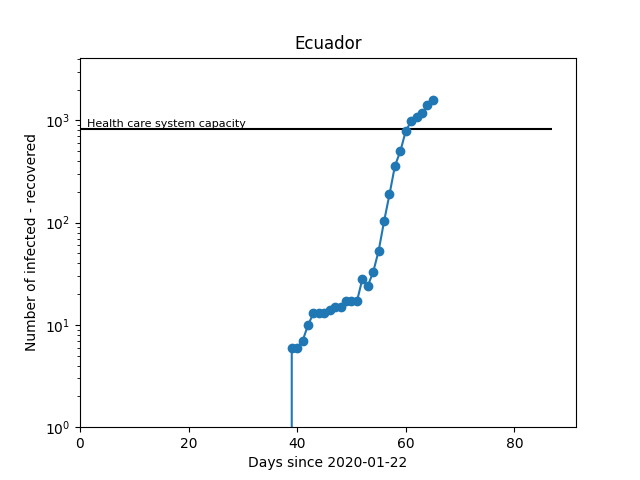 Ecuador
Number of infected - recovered
10^3
10^2
10^1
10^0
Health care system capacity
0 20 40 60 80
Days since 2020-01-22